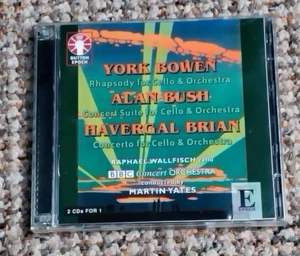 DUTTON EPOCH
YORK BOWEN
Rhapsody for Cello & Orchestra
ALAN BUSH
Concert Suite for Cello & Orchestra
HAVERGAL BRIAN
Concerto for Cello & Orchestra
RAPHAEL WALLFISCH cello
BBC Concert ORCHESTRA
conducted by
MARTIN YATES
2 CDs FOR 1
E
EPOCH